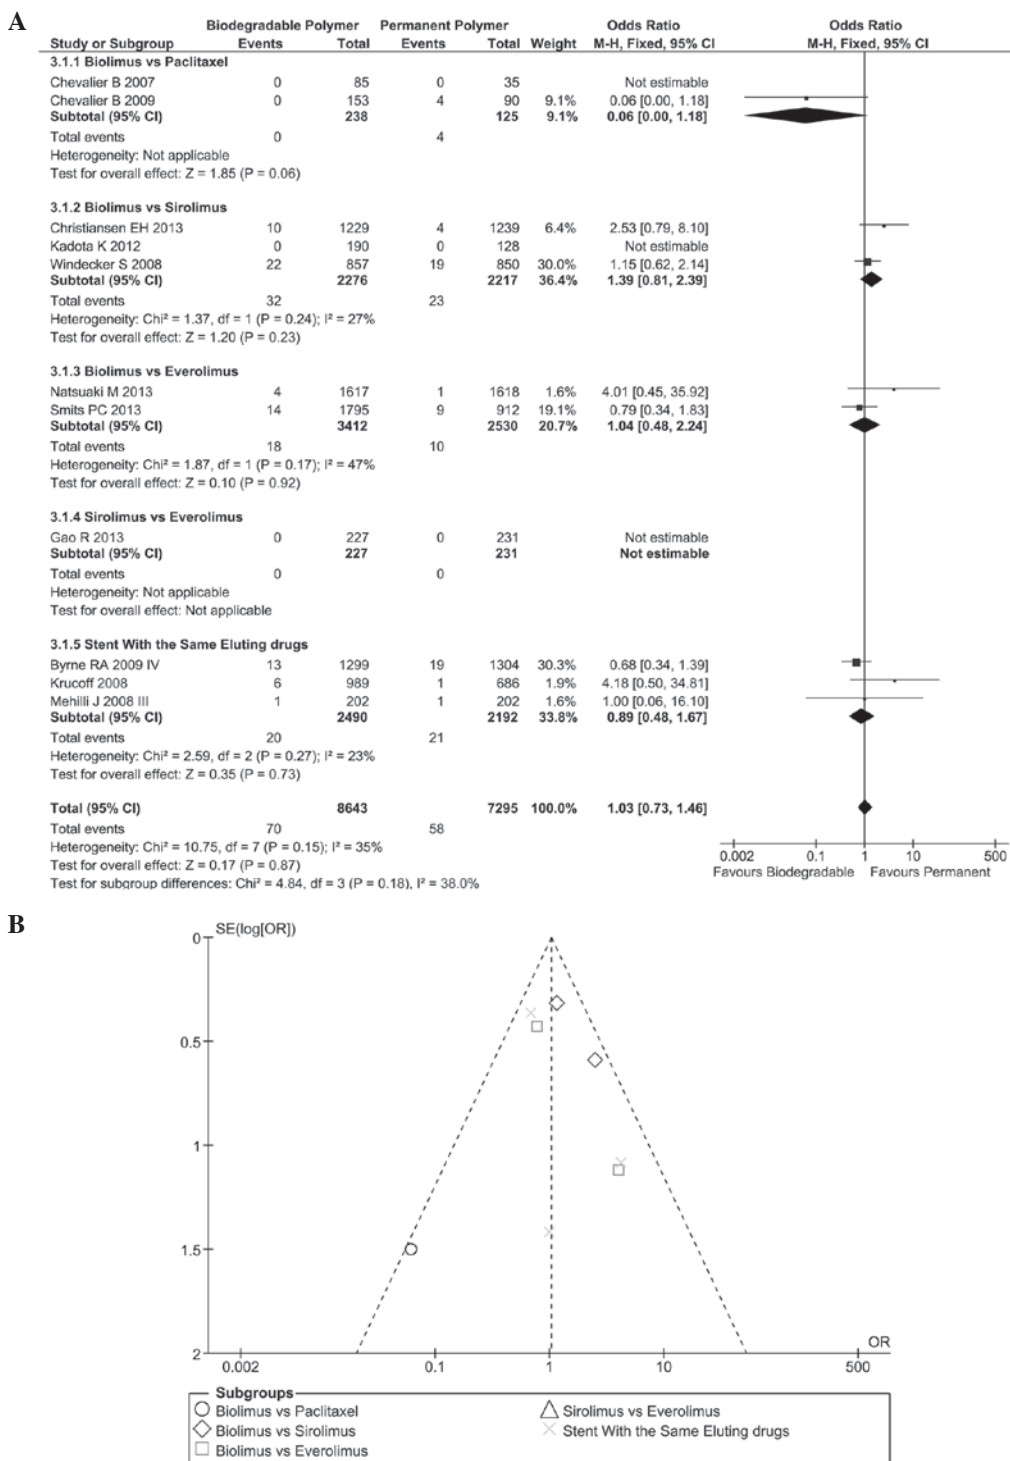 A
Biodegradable Polymer Permanent Polymer Odds Ratio Odds Ratio
Study or Subgroup Events Total Events Total Weight M-H, Fixed, 95% CI M-H, Fixed, 95% CI
3.1.1 Biolimus vs Paclitaxel
Chevalier B 2007 0 85 0 35 Not estimable
Chevalier B 2009 0 153 4 90 9.1% 0.06 [0.00, 1.18]
Subtotal (95% CI) 238 125 9.1% 0.06 [0.00, 1.18]
Total events 0 4
Heterogeneity: Not applicable
Test for overall effect: Z = 1.85 (P = 0.06)
3.1.2 Biolimus vs Sirolimus
Christiansen EH 2013 10 1229 4 1239 6.4% 2.53 [0.79, 8.10]
Kadota K 2012 0 190 0 128 Not estimable
Windecker S 2008 22 857 19 850 30.0% 1.15 [0.62, 2.14]
Subtotal (95% CI) 2276 2217 36.4% 1.39 [0.81, 2.39]
Total events 32 23
Heterogeneity: Chi² = 1.37, df = 1 (P = 0.24); I² = 27%
Test for overall effect: Z = 1.20 (P = 0.23)
3.1.3 Biolimus vs Everolimus
Natsuaki M 2013 4 1617 1 1618 1.6% 4.01 [0.45, 35.92]
Smits PC 2013 14 1795 9 912 19.1% 0.79 [0.34, 1.83]
Subtotal (95% CI) 3412 2530 20.7% 1.04 [0.48, 2.24]
Total events 18 10
Heterogeneity: Chi² = 1.87, df = 1 (P = 0.17); I² = 47%
Test for overall effect: Z = 0.10 (P = 0.92)
3.1.4 Sirolimus vs Everolimus
Gao R 2013 0 227 0 231 Not estimable
Subtotal (95% CI) 227 231 Not estimable
Total events 0 0
Heterogeneity: Not applicable
Test for overall effect: Not applicable
3.1.5 Stent With the Same Eluting drugs
Byrne RA 2009 IV 13 1299 19 1304 30.3% 0.68 [0.34, 1.39]
Krucoff 2008 6 989 1 686 1.9% 4.18 [0.50, 34.81]
Mehilli J 2008 III 1 202 1 202 1.6% 1.00 [0.06, 16.10]
Subtotal (95% CI) 2490 2192 33.8% 0.89 [0.48, 1.67]
Total events 20 21
Heterogeneity: Chi² = 2.59, df = 2 (P = 0.27); I² = 23%
Test for overall effect: Z = 0.35 (P = 0.73)
Total (95% CI) 8643 7295 100.0% 1.03 [0.73, 1.46]
Total events 70 58
Heterogeneity: Chi² = 10.75, df = 7 (P = 0.15); I² = 35%
Test for overall effect: Z = 0.17 (P = 0.87)
Test for subgroup differences: Chi² = 4.84, df = 3 (P = 0.18), I² = 38.0%
0.002 0.1 1 10 500
Favours Biodegradable Favours Permanent
B
SE(log[OR])
0
0.5
1
1.5
2
OR
0.002 0.1 1 10 500
Subgroups
Biolimus vs Paclitaxel Sirolimus vs Everolimus
Biolimus vs Sirolimus Stent With the Same Eluting drugs
Biolimus vs Everolimus